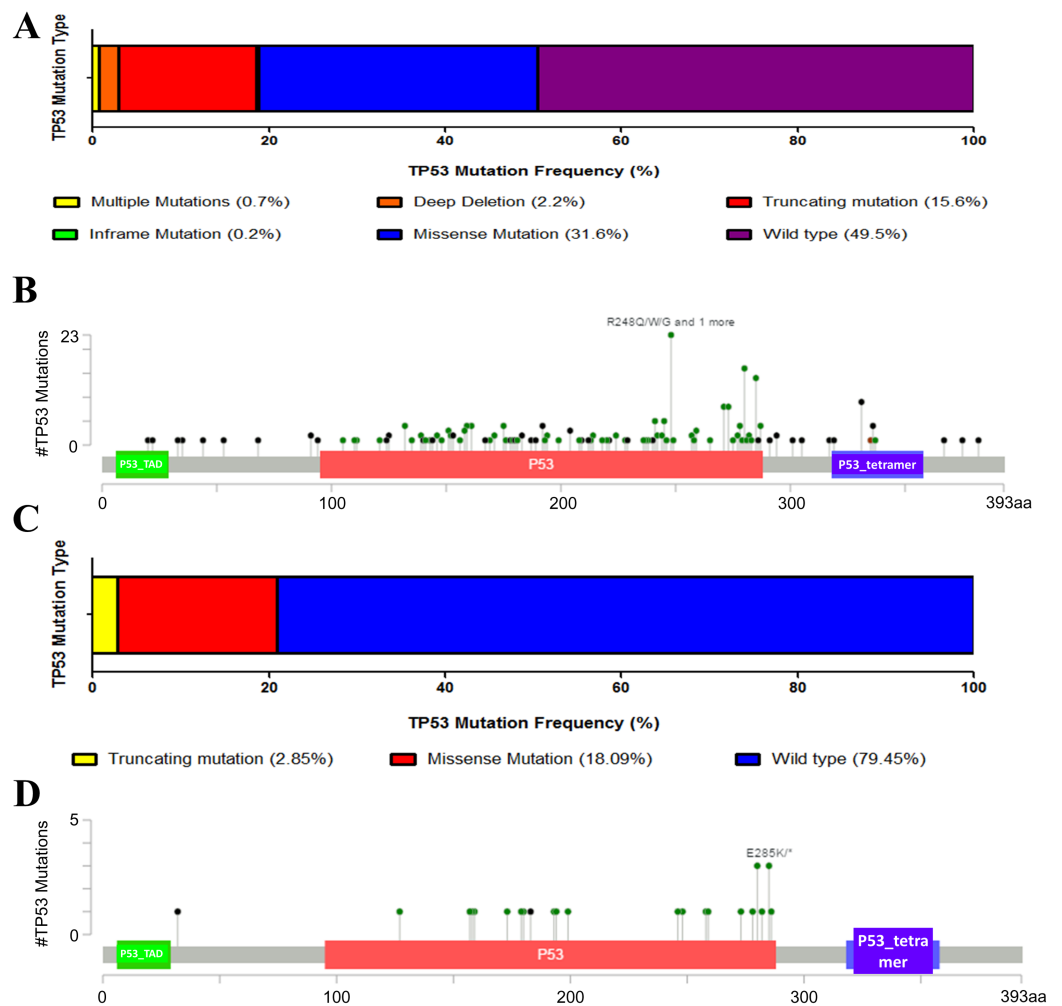 A
TP53 Mutation Type
0 20 40 60 80 100
TP53 Mutation Frequency (%)
Multiple Mutations (0.7%) Deep Deletion (2.2%) Truncating mutation (15.6%)
Inframe Mutation (0.2%) Missense Mutation (31.6%) Wild type (49.5%)
B
#TP53 Mutations
R248Q/W/G and 1 more
23
0
P53_TAD P53 P53_tetramer
0 100 200 300 393aa
C
TP53 Mutation Type
0 20 40 60 80 100
TP53 Mutation Frequency (%)
Truncating mutation (2.85%) Missense Mutation (18.09%) Wild type (79.45%)
D
#TP53 Mutations
5
E285K/*
0
P53_TAD P53 P53_tetra
mer
0 100 200 300 393aa